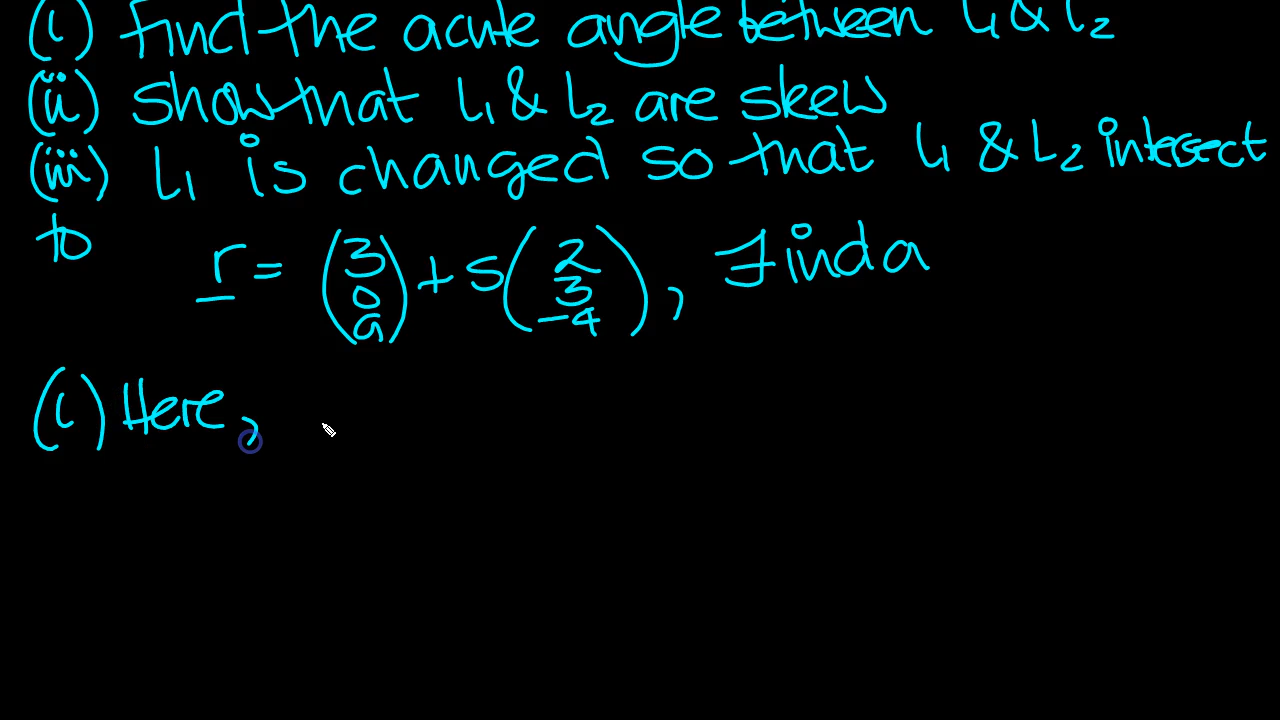 (i) Find the acute angle between L1 & L2
(ii) show that L1 & L2 are skew
(iii) L1 is changed so that L1 & L2 intersect
to
r = (3 0 a) + s(2 3 -4), Find a
(i) Here,